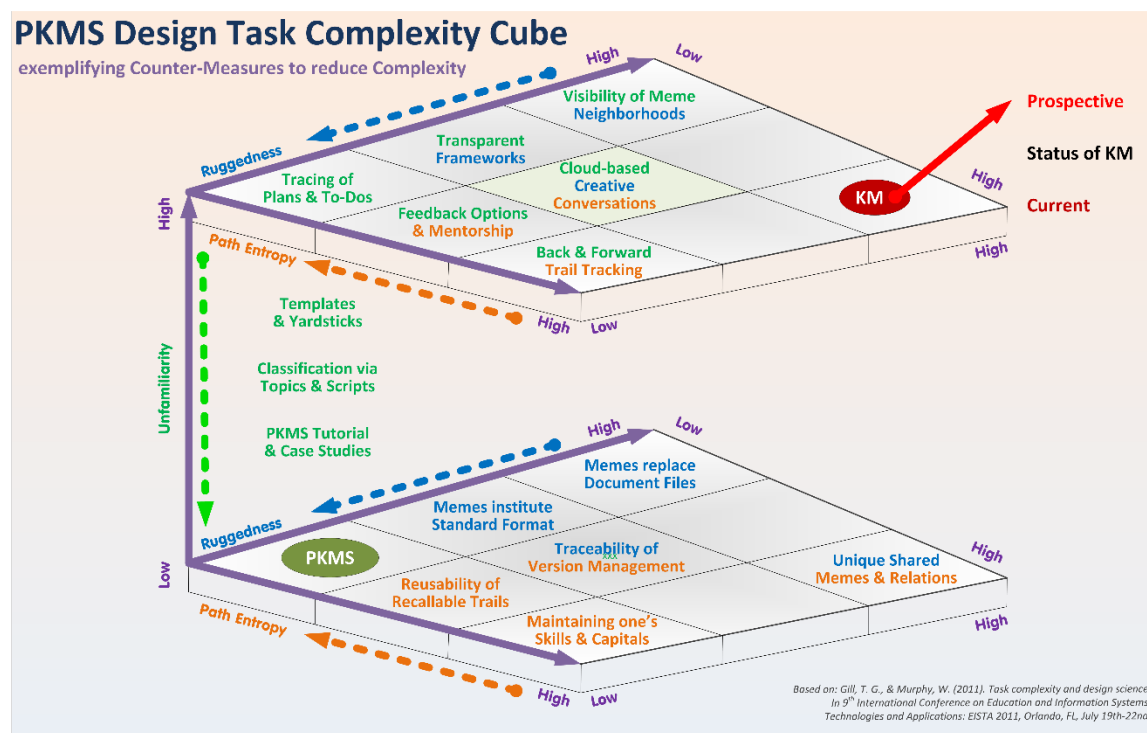 PKMS Design Task Complexity Cube
exemplifying Counter-Measures to reduce Complexity
High
Low
Ruggedness
Visibility of Meme
Neighborhoods
Transparent
Frameworks
Tracing of
Plans & To-Dos
Cloud-based
Creative
Conversations
Feedback Options
& Mentorship
Back & Forward
Trail Tracking
KM
Prospective
Status of KM
Current
High
High
High
Path Entropy
High
Low
Unfamiliarity
Templates
& Yardsticks
Classification via
Topics & Scripts
PKMS Tutorial
& Case Studies
High
Low
Ruggedness
Memes replace
Document Files
Memes institute
Standard Format
PKMS
Traceability of
xxx
Version Management
Unique Shared
Memes & Relations
Reusability of
Recallable Trails
Maintaining one's
Skills & Capitals
High
High
Low
Path Entropy
High
Low
Based on: Gill, T. G., & Murphy, W. (2011). Task complexity and design science
In 9th International Conference on Education and Information Systems
Technologies and Applications: EISTA 2011, Orlando, FL, July 19th-22nd